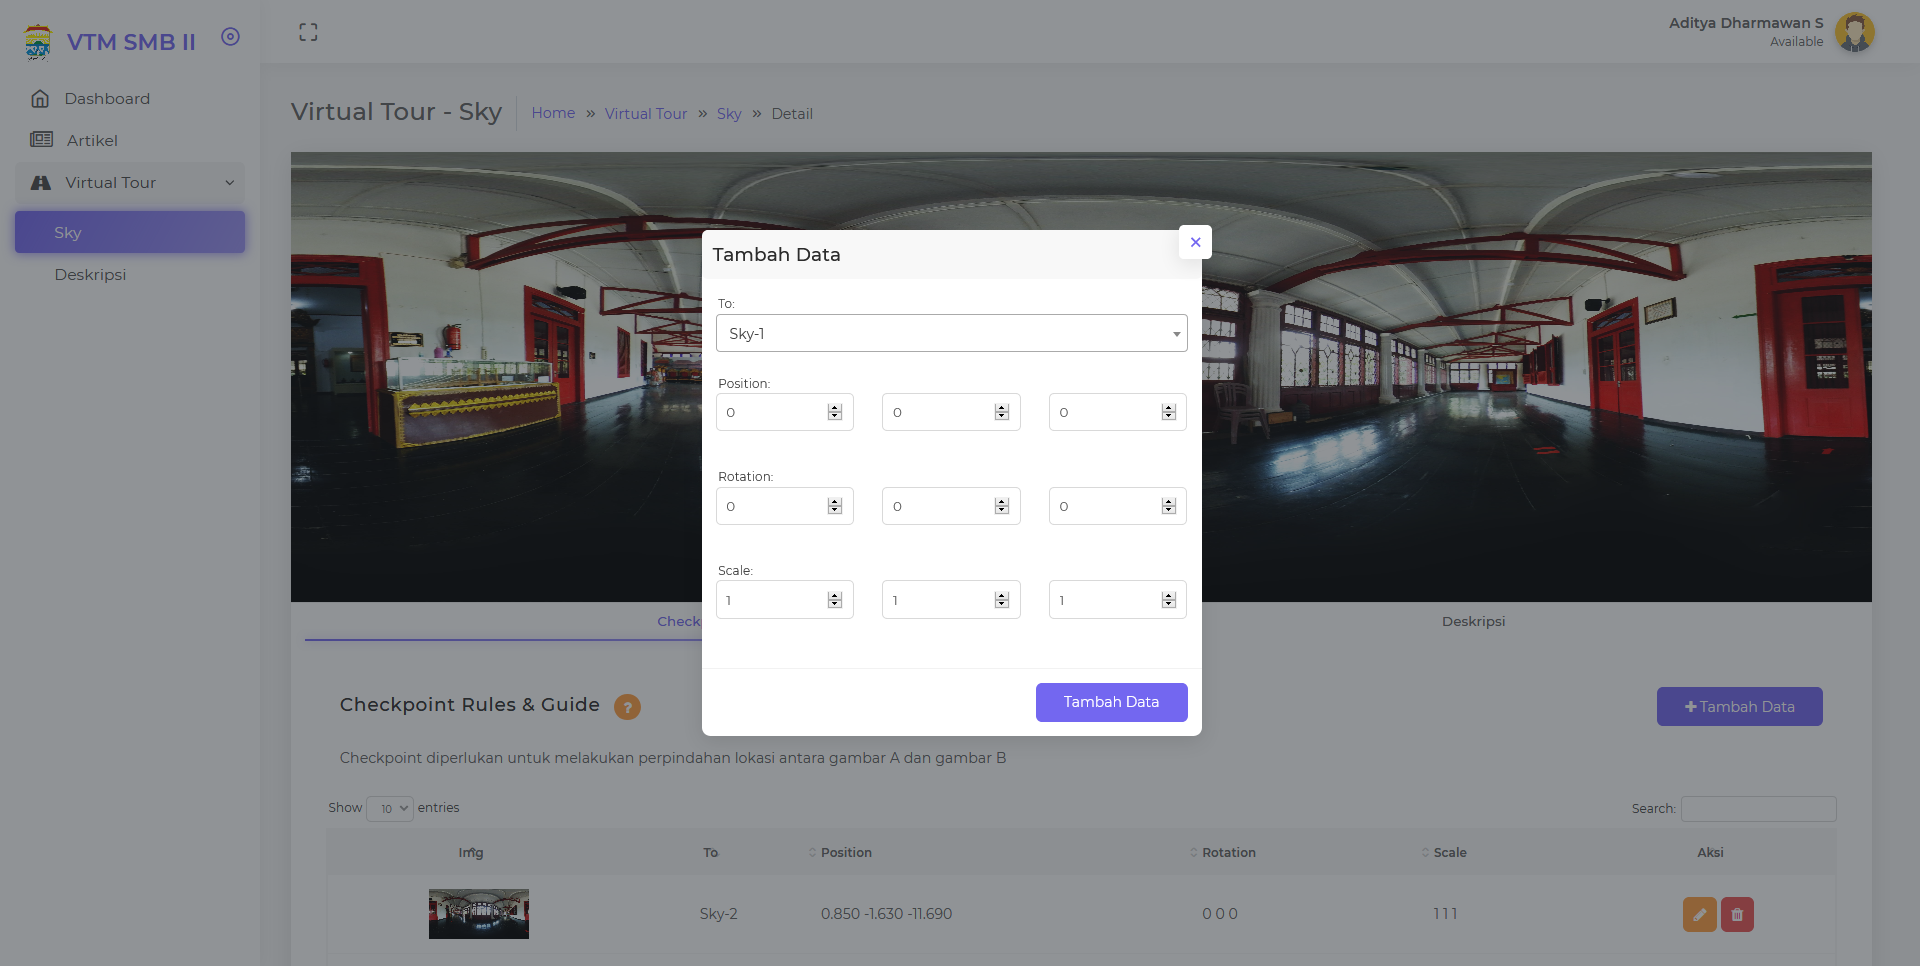 VTM SMB II
Aditya Dharmawan S
Available
Dashboard
Artikel
Virtual Tour
Sky
Deskripsi
Virtual Tour - Sky
Home » Virtual Tour » Sky » Detail
Tambah Data
×
To:
Sky-1
Position:
0 0 0
Rotation:
0 0 0
Scale:
1 1 1
Tambah Data
Deskripsi
Checkpoint Rules & Guide ?
+ Tambah Data
Checkpoint diperlukan untuk melakukan perpindahan lokasi antara gambar A dan gambar B
Show 10 entries
Search:
Img To Position Rotation Scale Aksi
Sky-2 0.850 -1.630 -11.690 0 0 0 1 1 1